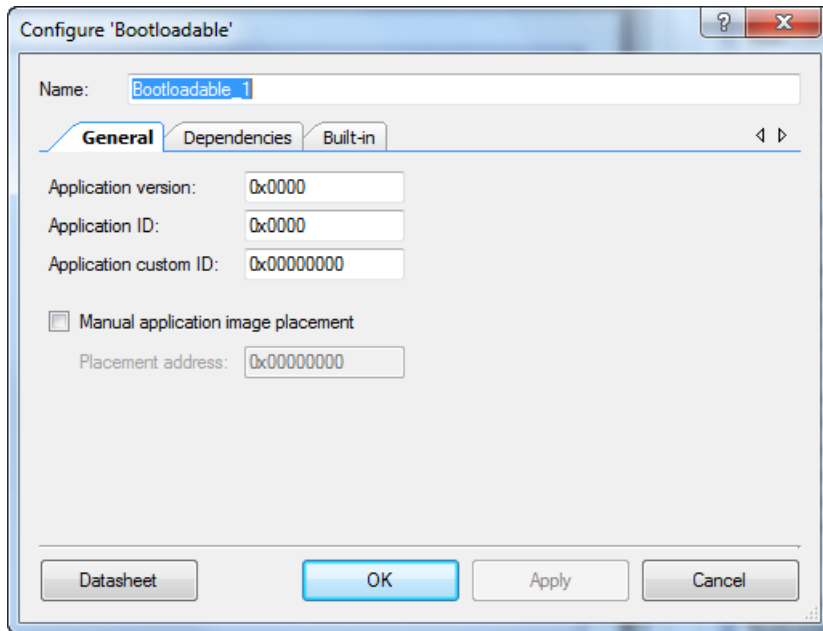 Configure 'Bootloadable'
Name: Bootloadable_1
General Dependencies Built-in
Application version: 0x0000
Application ID: 0x0000
Application custom ID: 0x00000000
Manual application image placement
Placement address: 0x00000000
Datasheet OK Apply Cancel